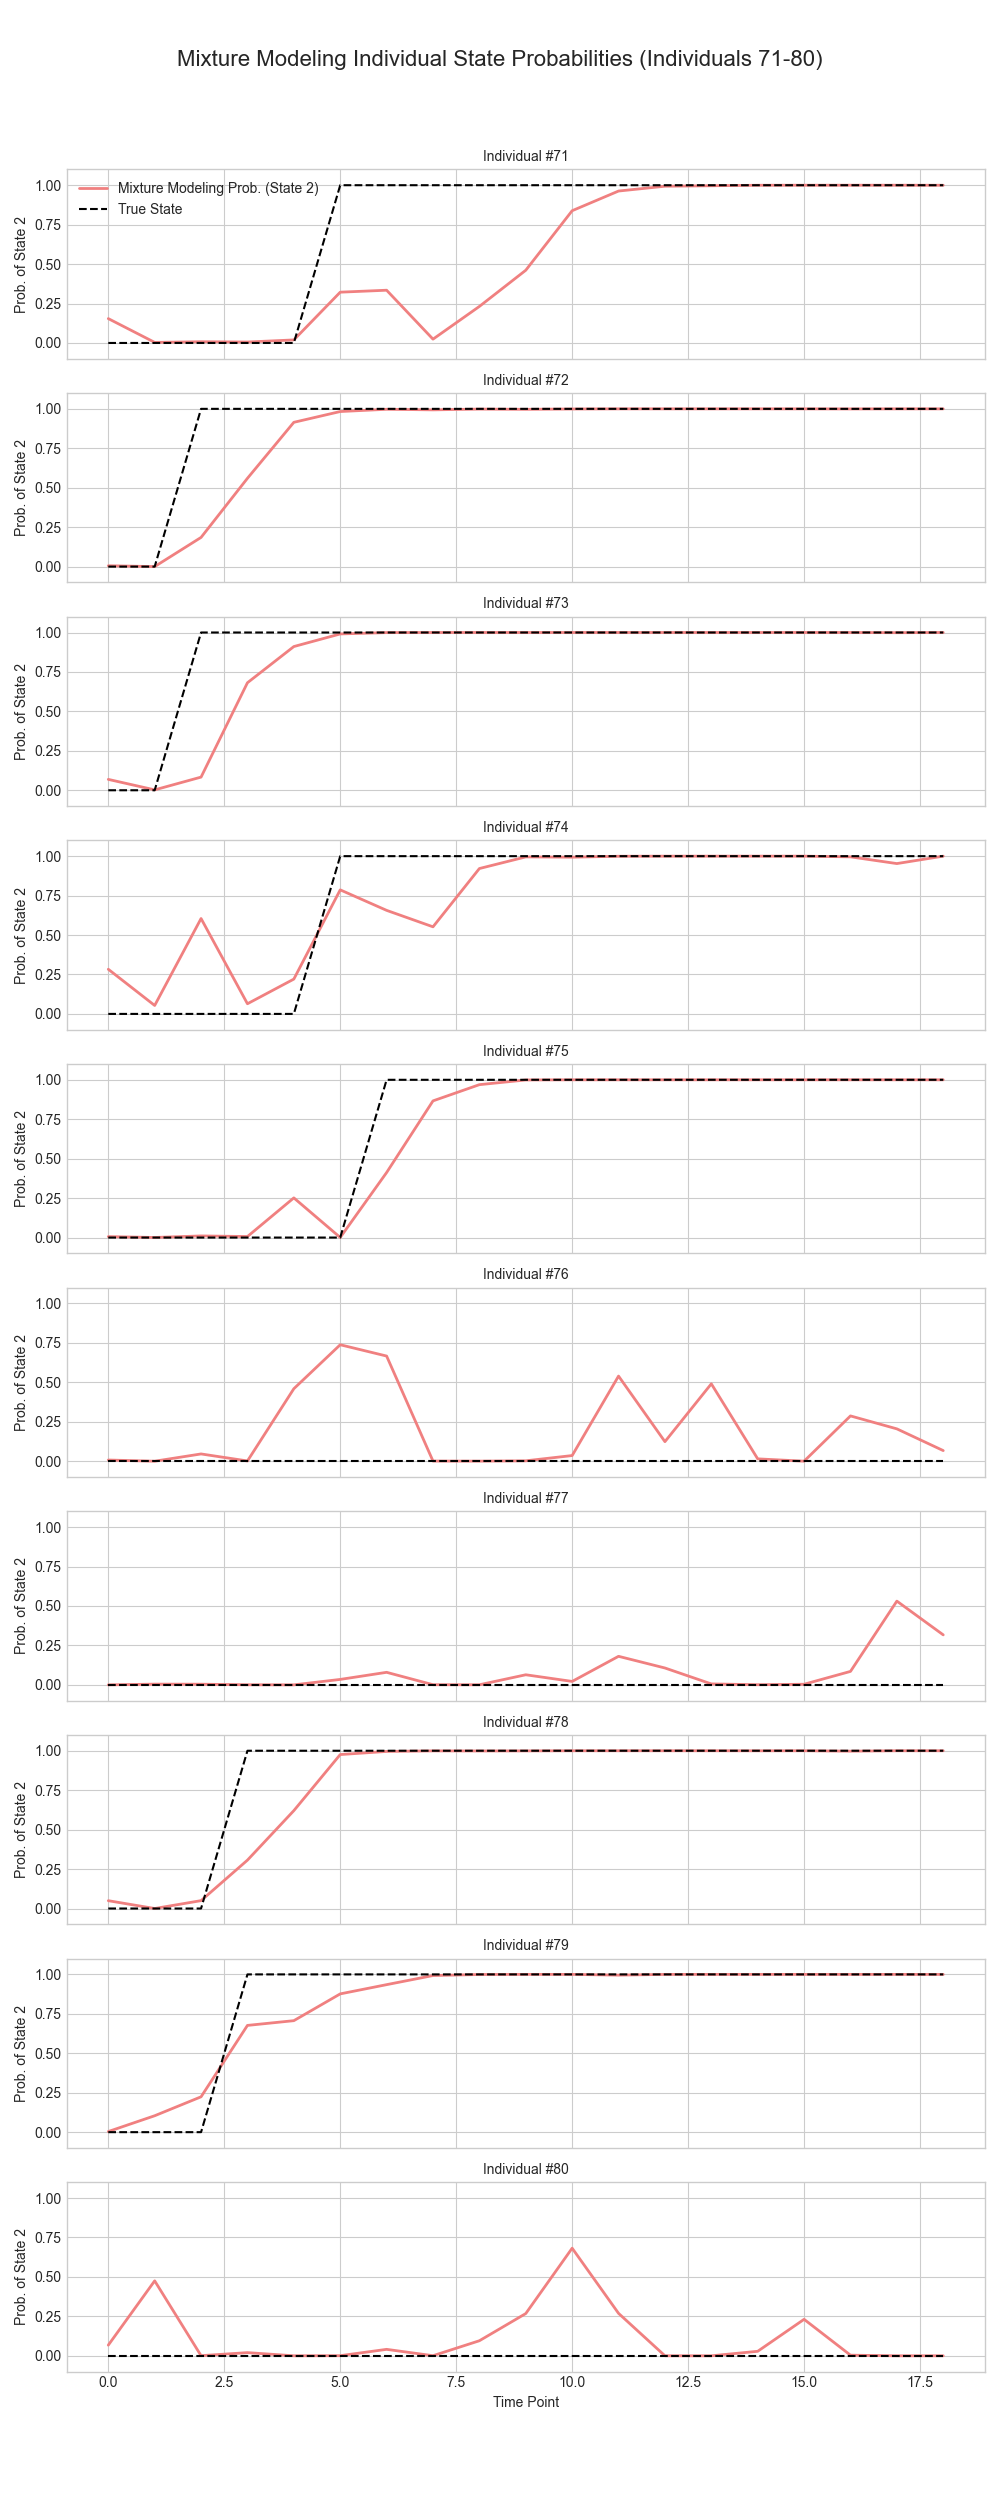 Mixture Modeling Individual State Probabilities (Individuals 71-80)
Individual #71
Mixture Modeling Prob. (State 2)
True State
Prob. of State 2
1.00
0.75
0.50
0.25
0.00
Individual #72
Prob. of State 2
1.00
0.75
0.50
0.25
0.00
Individual #73
Prob. of State 2
1.00
0.75
0.50
0.25
0.00
Individual #74
Prob. of State 2
1.00
0.75
0.50
0.25
0.00
Individual #75
Prob. of State 2
1.00
0.75
0.50
0.25
0.00
Individual #76
Prob. of State 2
1.00
0.75
0.50
0.25
0.00
Individual #77
Prob. of State 2
1.00
0.75
0.50
0.25
0.00
Individual #78
Prob. of State 2
1.00
0.75
0.50
0.25
0.00
Individual #79
Prob. of State 2
1.00
0.75
0.50
0.25
0.00
Individual #80
Prob. of State 2
1.00
0.75
0.50
0.25
0.00
0.0 2.5 5.0 7.5 10.0 12.5 15.0 17.5
Time Point